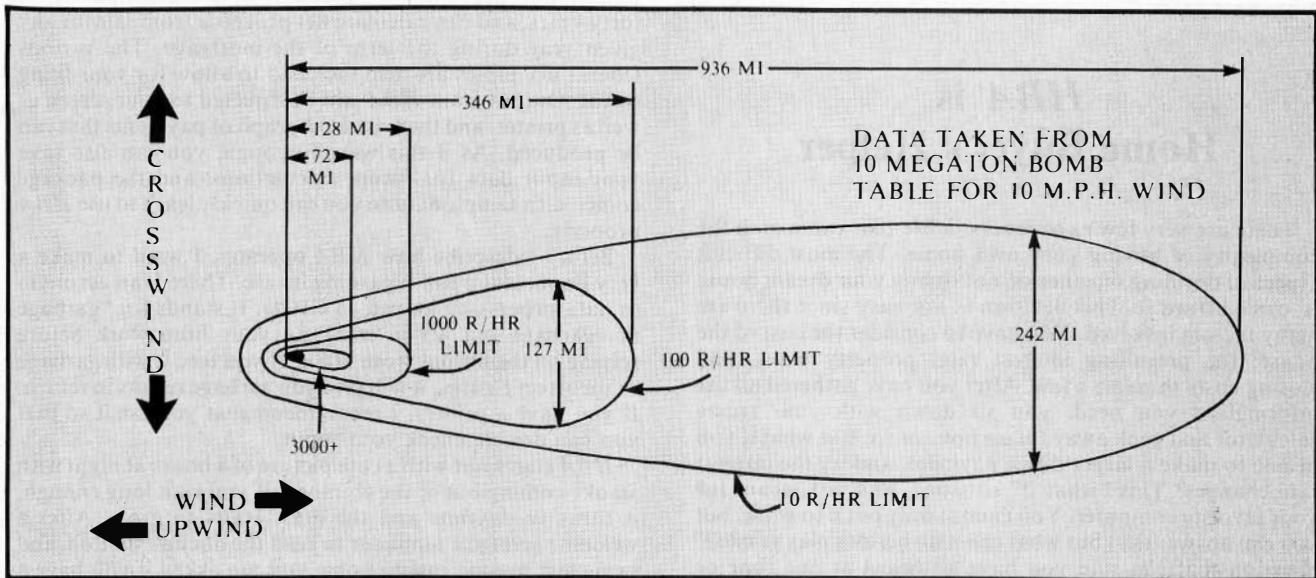 936 MI
346 MI
128 MI
72
MI
DATA TAKEN FROM
10 MEGATON BOMB
TABLE FOR 10 M.P.H. WIND
CROSSWIND
1000 R/HR
LIMIT
127 MI
100 R/HR LIMIT
242 MI
3000+
10 R/HR LIMIT
WIND
UPWIND